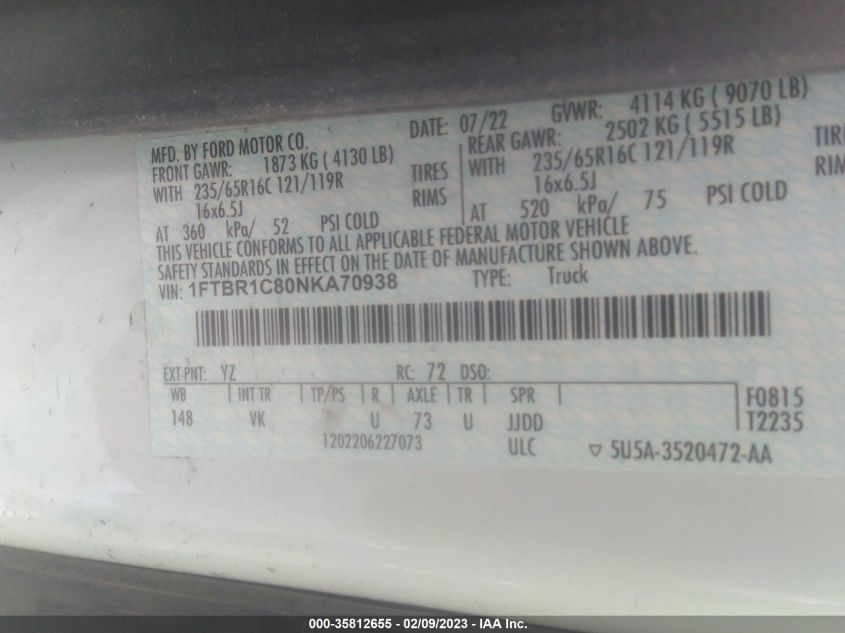 MFD. BY FORD MOTOR CO.
DATE: 07/22 GVWR: 4114 KG ( 9070 LB)
FRONT GAWR: 1873 KG ( 4130 LB)
REAR GAWR: 2502 KG ( 5515 LB)
WITH 235/65R16C 121/119R TIRES
WITH 235/65R16C 121/119R TIRE
16x6.5J RIMS
16x6.5J RIMS
AT 360 kPa/ 52 PSI COLD
AT 520 kPa/ 75 PSI COLD
THIS VEHICLE CONFORMS TO ALL APPLICABLE FEDERAL MOTOR VEHICLE
SAFETY STANDARDS IN EFFECT ON THE DATE OF MANUFACTURE SHOWN ABOVE.
VIN: 1FTBR1C80NKA70938 TYPE: Truck
EXT PNT: YZ RC: 72 DSO:
WB INT TR TP/PS R AXLE TR SPR F0815
148 VK U 73 U JJDD T2235
1202206227073 ULC 5U5A-3520472-AA
000-35812655 - 02/09/2023 - IAA Inc.